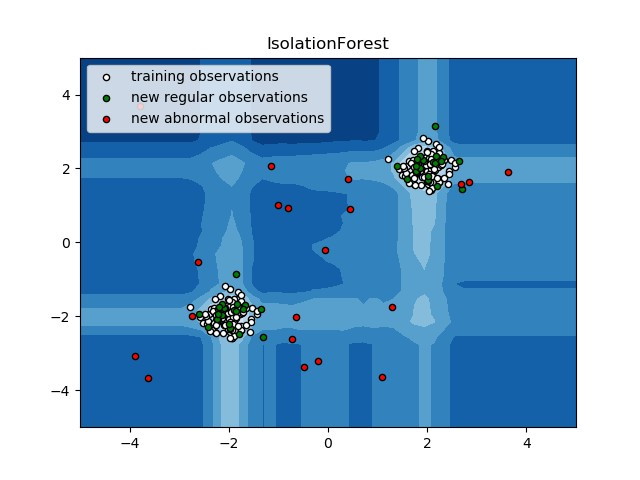 IsolationForest
training observations
new regular observations
new abnormal observations
4
2
0
−2
−4
−4 −2 0 2 4